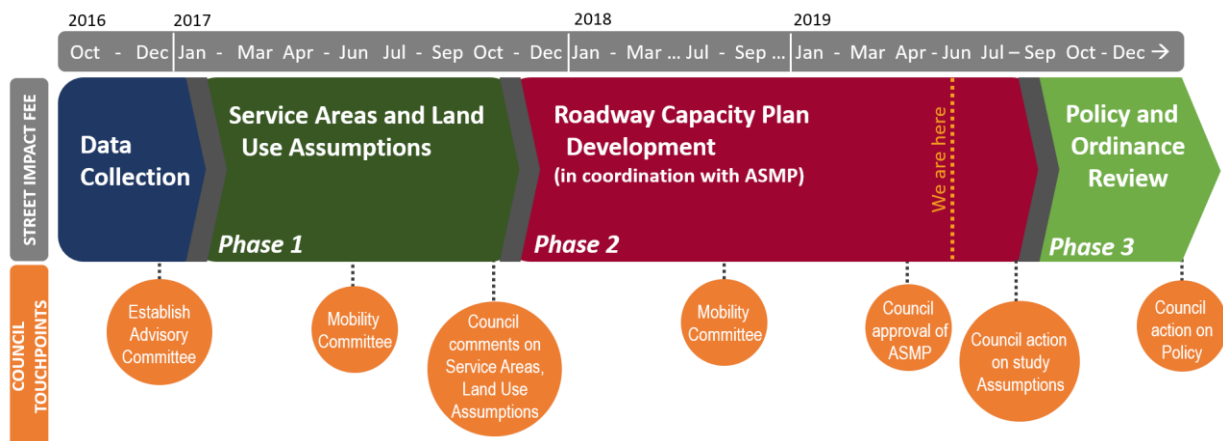 2016
2017
2018
2019
Oct - Dec Jan - Mar Apr - Jun Jul - Sep Oct - Dec Jan - Mar ... Jul - Sep ... Jan - Mar Apr - Jun Jul – Sep Oct - Dec →
STREET IMPACT FEE
Data
Collection
Service Areas and Land
Use Assumptions
Phase 1
Roadway Capacity Plan
Development
(in coordination with ASMP)
Phase 2
We are here
Policy and
Ordinance
Review
Phase 3
COUNCIL
TOUCHPOINTS
Establish
Advisory
Committee
Mobility
Committee
Council
comments on
Service Areas,
Land Use
Assumptions
Mobility
Committee
Council
approval of
ASMP
Council action
on study
Assumptions
Council
action on
Policy